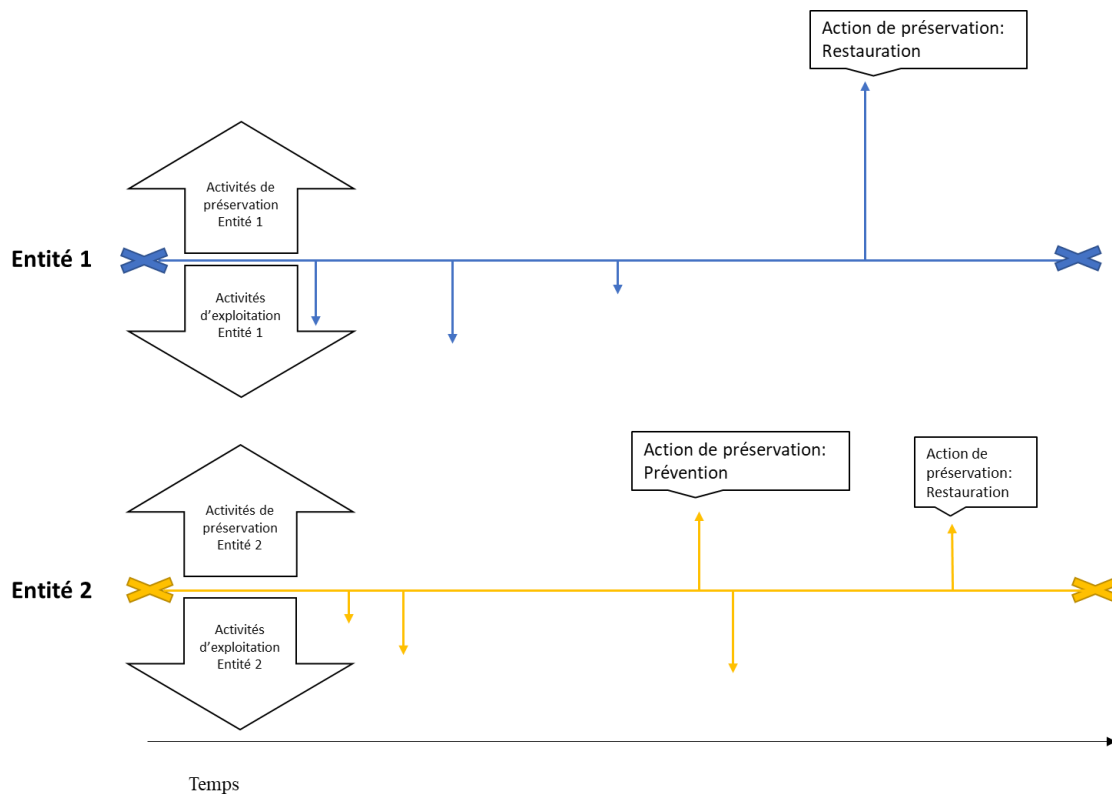 Action de préservation:
Restauration
Activités de
préservation
Entité 1
Entité 1
Activités
d’exploitation
Entité 1
Action de préservation:
Prévention
Action de
préservation:
Restauration
Activités de
préservation
Entité 2
Entité 2
Activités
d’exploitation
Entité 2
Temps